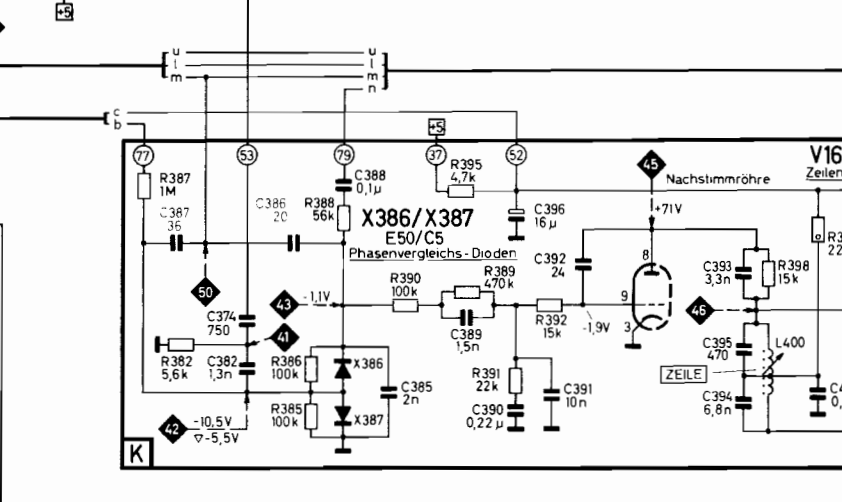 +5
u
l
m
u
l
m
n
c
b
+5
77
53
79
37
52
45
V16
Zeilen
R387
1M
C388
0,1µ
R395
4,7k
Nachstimmröhre
C387
36
C386
20
R388
56k
X386/X387
E50/C5
Phasenvergleichs-Dioden
C396
16µ
+71V
R3
22
C392
24
8
C393
3,3n
R398
15k
50
43
-1,1V
R390
100k
R389
470k
9
46
C374
750
41
C389
1,5n
R392
15k
-1,9V
3
C395
470
L400
R382
5,6k
C382
1,3n
R386
100k
X386
C385
2n
R391
22k
C391
10n
ZEILE
C394
6,8n
C4
0,
42
-10,5V
▽-5,5V
R385
100k
X387
C390
0,22µ
K